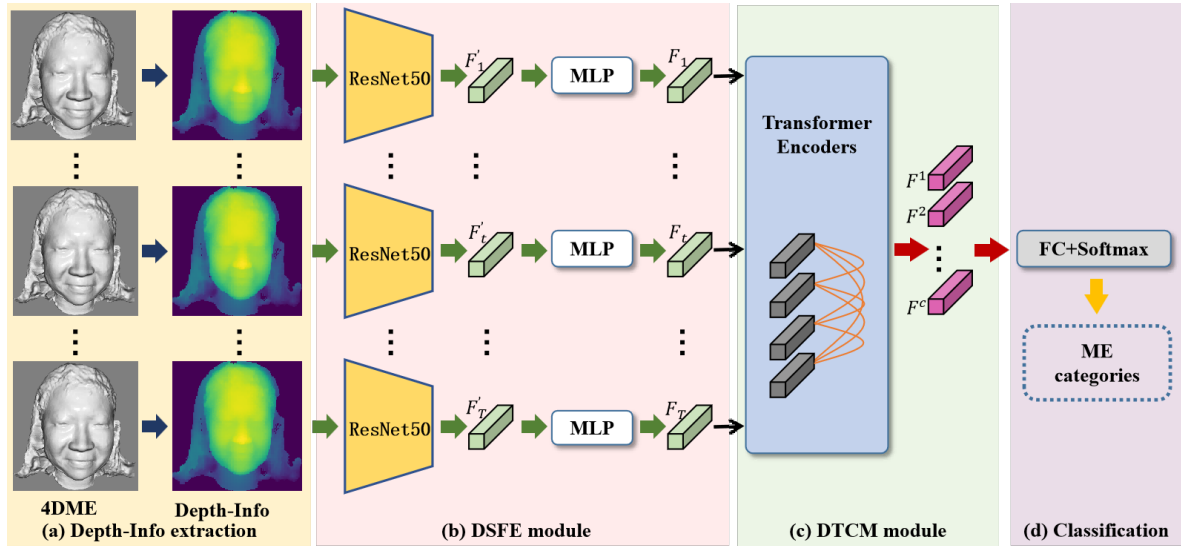 ResNet50
F′1
MLP
F1
ResNet50
F′t
MLP
Ft
ResNet50
F′T
MLP
FT
Transformer
Encoders
F1
F2
Fc
FC+Softmax
ME
categories
4DME
Depth-Info
(a) Depth-Info extraction
(b) DSFE module
(c) DTCM module
(d) Classification